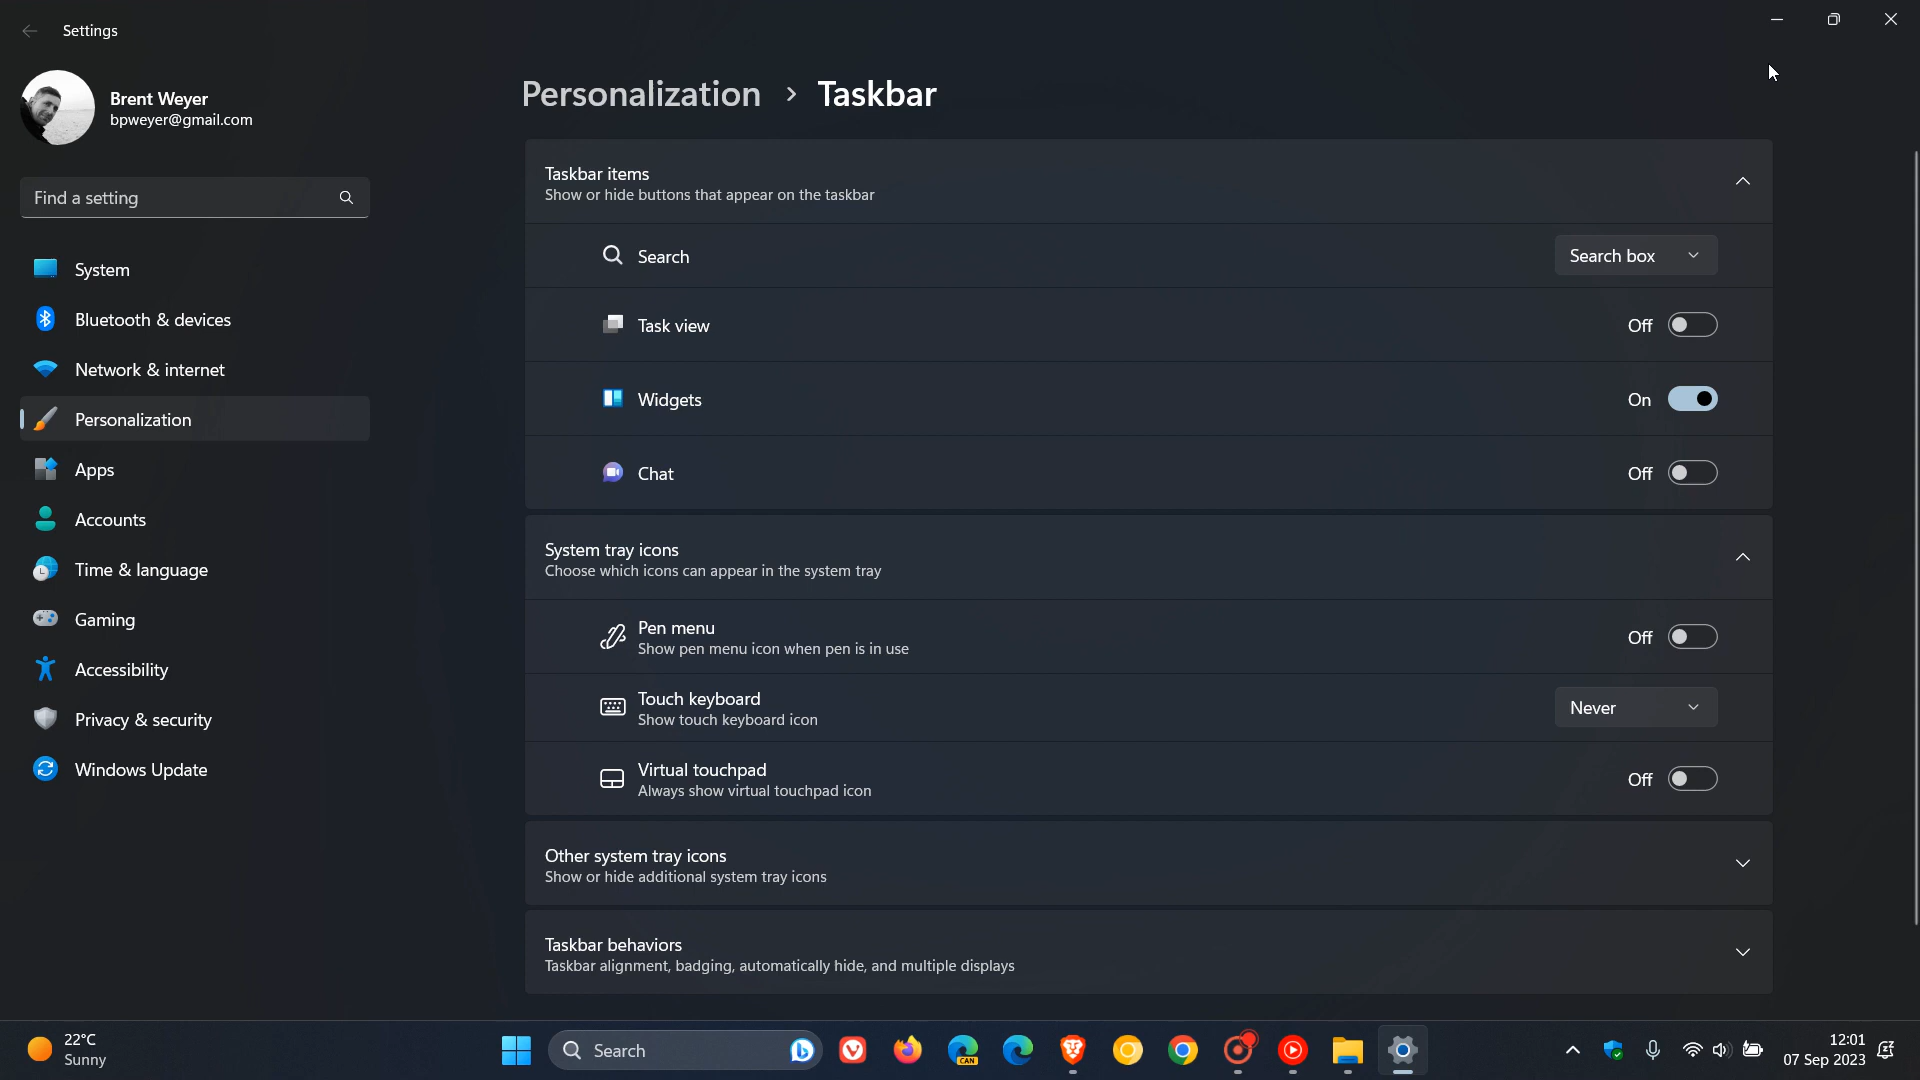 Settings
Brent Weyer
bpweyer@gmail.com
Find a setting
System
Bluetooth & devices
Network & internet
Personalization
Apps
Accounts
Time & language
Gaming
Accessibility
Privacy & security
Windows Update
Personalization > Taskbar
Taskbar items
Show or hide buttons that appear on the taskbar
Search
Search box
Task view
Off
Widgets
On
Chat
Off
System tray icons
Choose which icons can appear in the system tray
Pen menu
Show pen menu icon when pen is in use
Off
Touch keyboard
Show touch keyboard icon
Never
Virtual touchpad
Always show virtual touchpad icon
Off
Other system tray icons
Show or hide additional system tray icons
Taskbar behaviors
Taskbar alignment, badging, automatically hide, and multiple displays
22°C
Sunny
Search
CAN
12:01
07 Sep 2023